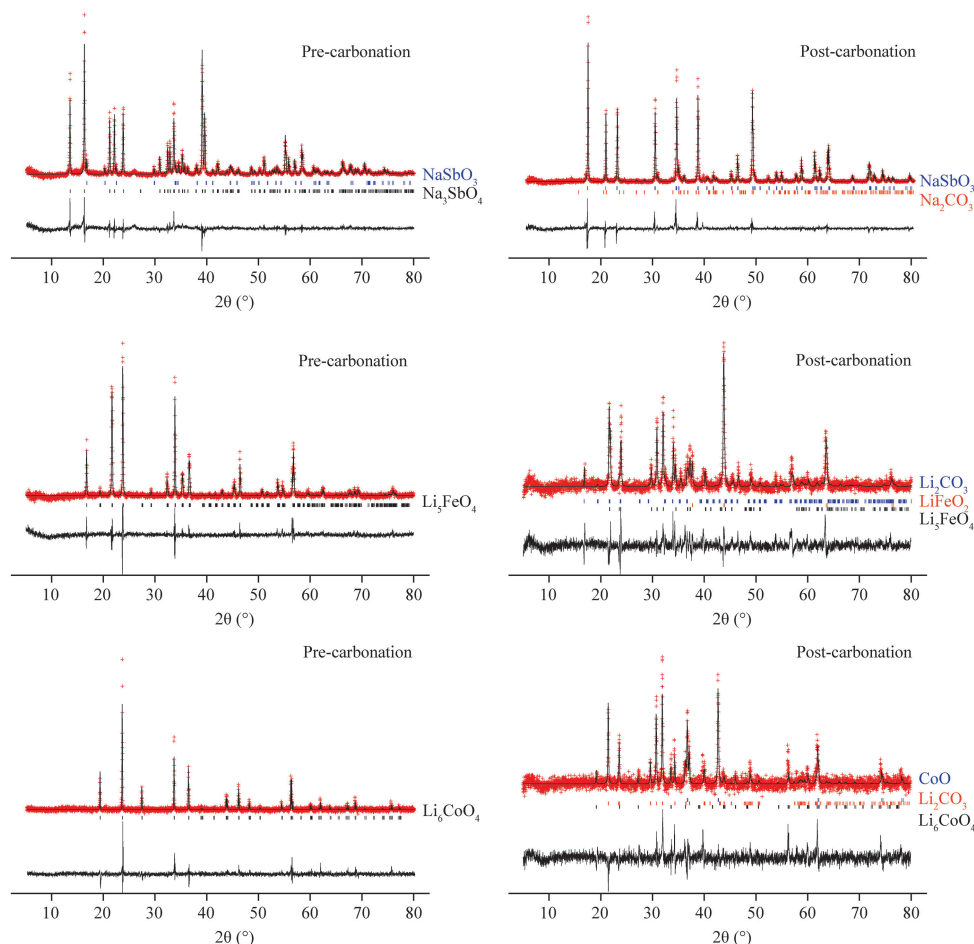 Pre-carbonation
NaSbO₃
Na₃SbO₄
10 20 30 40 50 60 70 80
2θ (°)
Post-carbonation
NaSbO₃
Na₂CO₃
10 20 30 40 50 60 70 80
2θ (°)
Pre-carbonation
Li₅FeO₄
10 20 30 40 50 60 70 80
2θ (°)
Post-carbonation
Li₂CO₃
LiFeO₂
Li₅FeO₄
10 20 30 40 50 60 70 80
2θ (°)
Pre-carbonation
Li₆CoO₄
10 20 30 40 50 60 70 80
2θ (°)
Post-carbonation
CoO
Li₂CO₃
Li₆CoO₄
10 20 30 40 50 60 70 80
2θ (°)